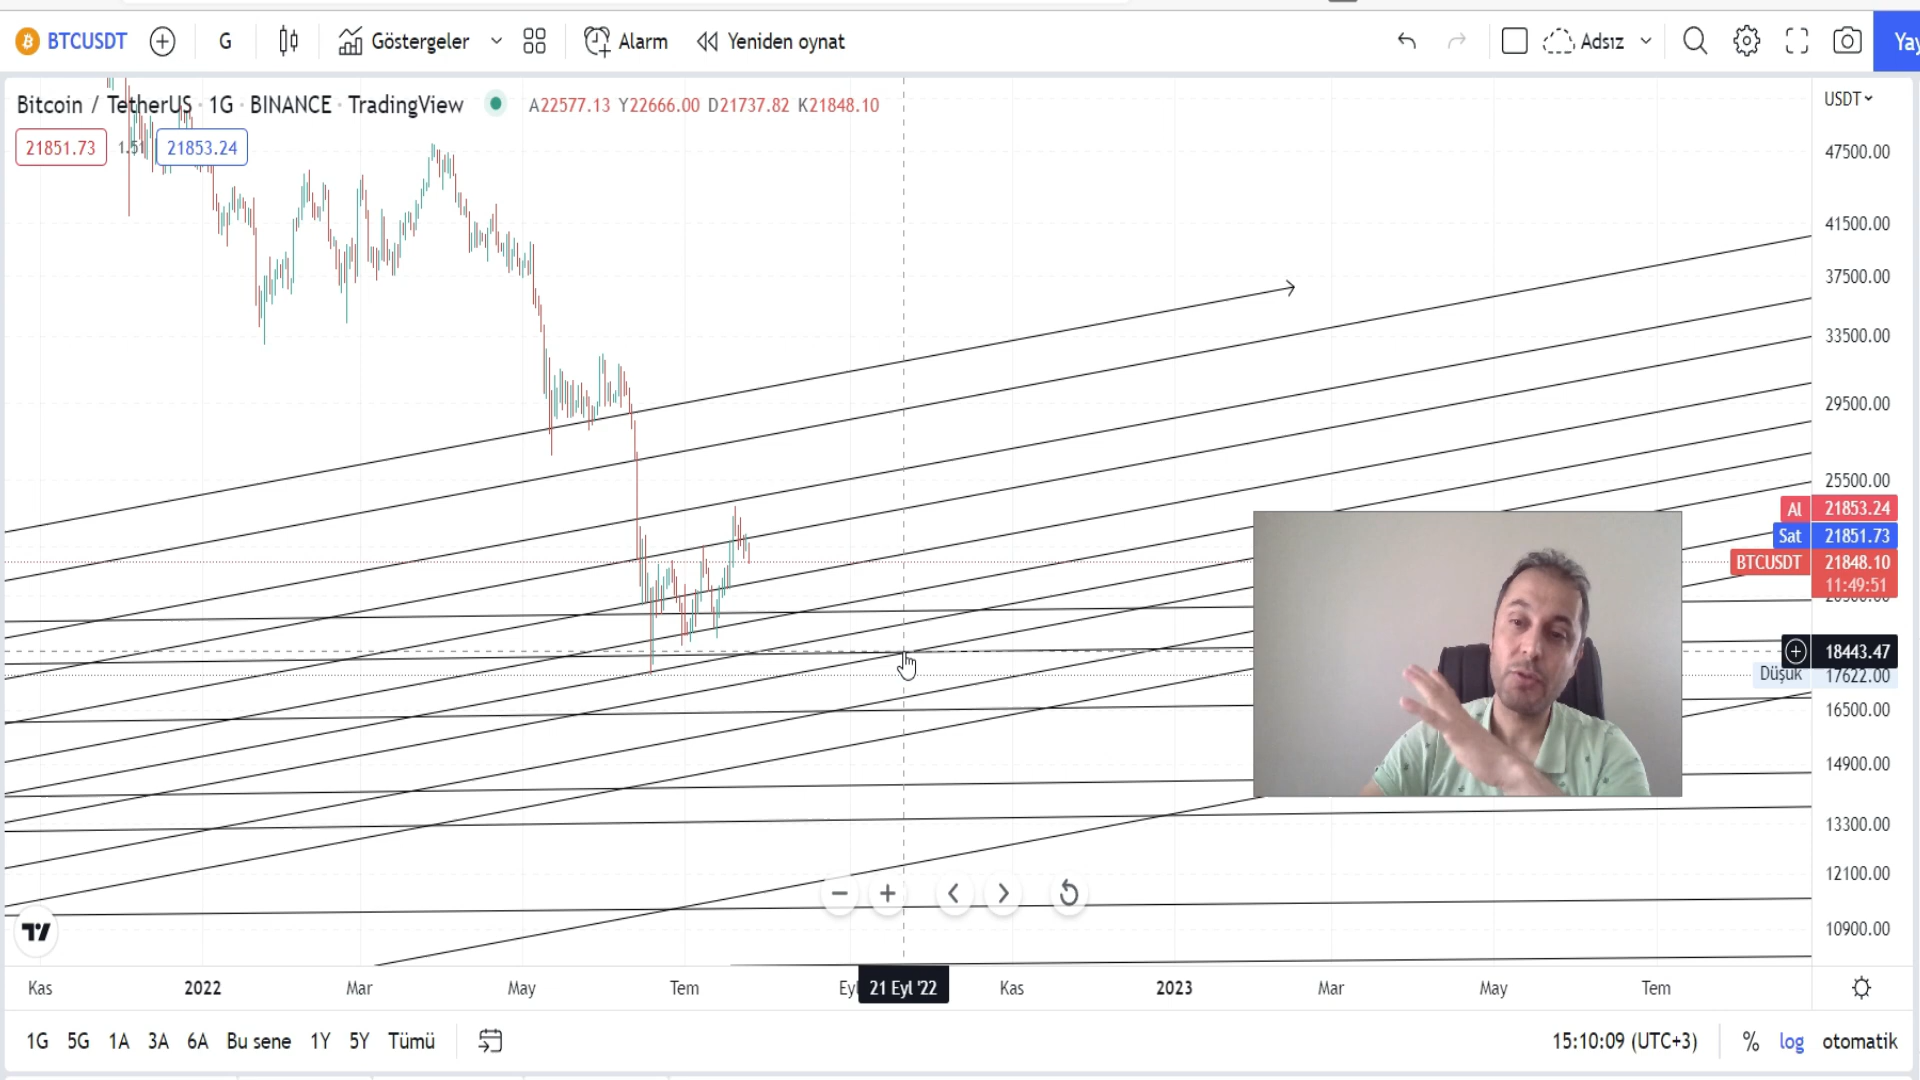 BTCUSDT G Göstergeler Alarm Yeniden oynat Adsız Yay
Bitcoin / TetherUS · 1G · BINANCE · TradingView A22577.13 Y22666.00 D21737.82 K21848.10 USDT
21851.73 1.51 21853.24
47500.00
41500.00
37500.00
33500.00
29500.00
25500.00
Al 21853.24
Sat 21851.73
BTCUSDT 21848.10
11:49:51
18443.47
Düşük 17622.00
16500.00
14900.00
13300.00
12100.00
10900.00
Kas 2022 Mar May Tem Eyl 21 Eyl '22 Kas 2023 Mar May Tem
1G 5G 1A 3A 6A Bu sene 1Y 5Y Tümü 15:10:09 (UTC+3) % log otomatik